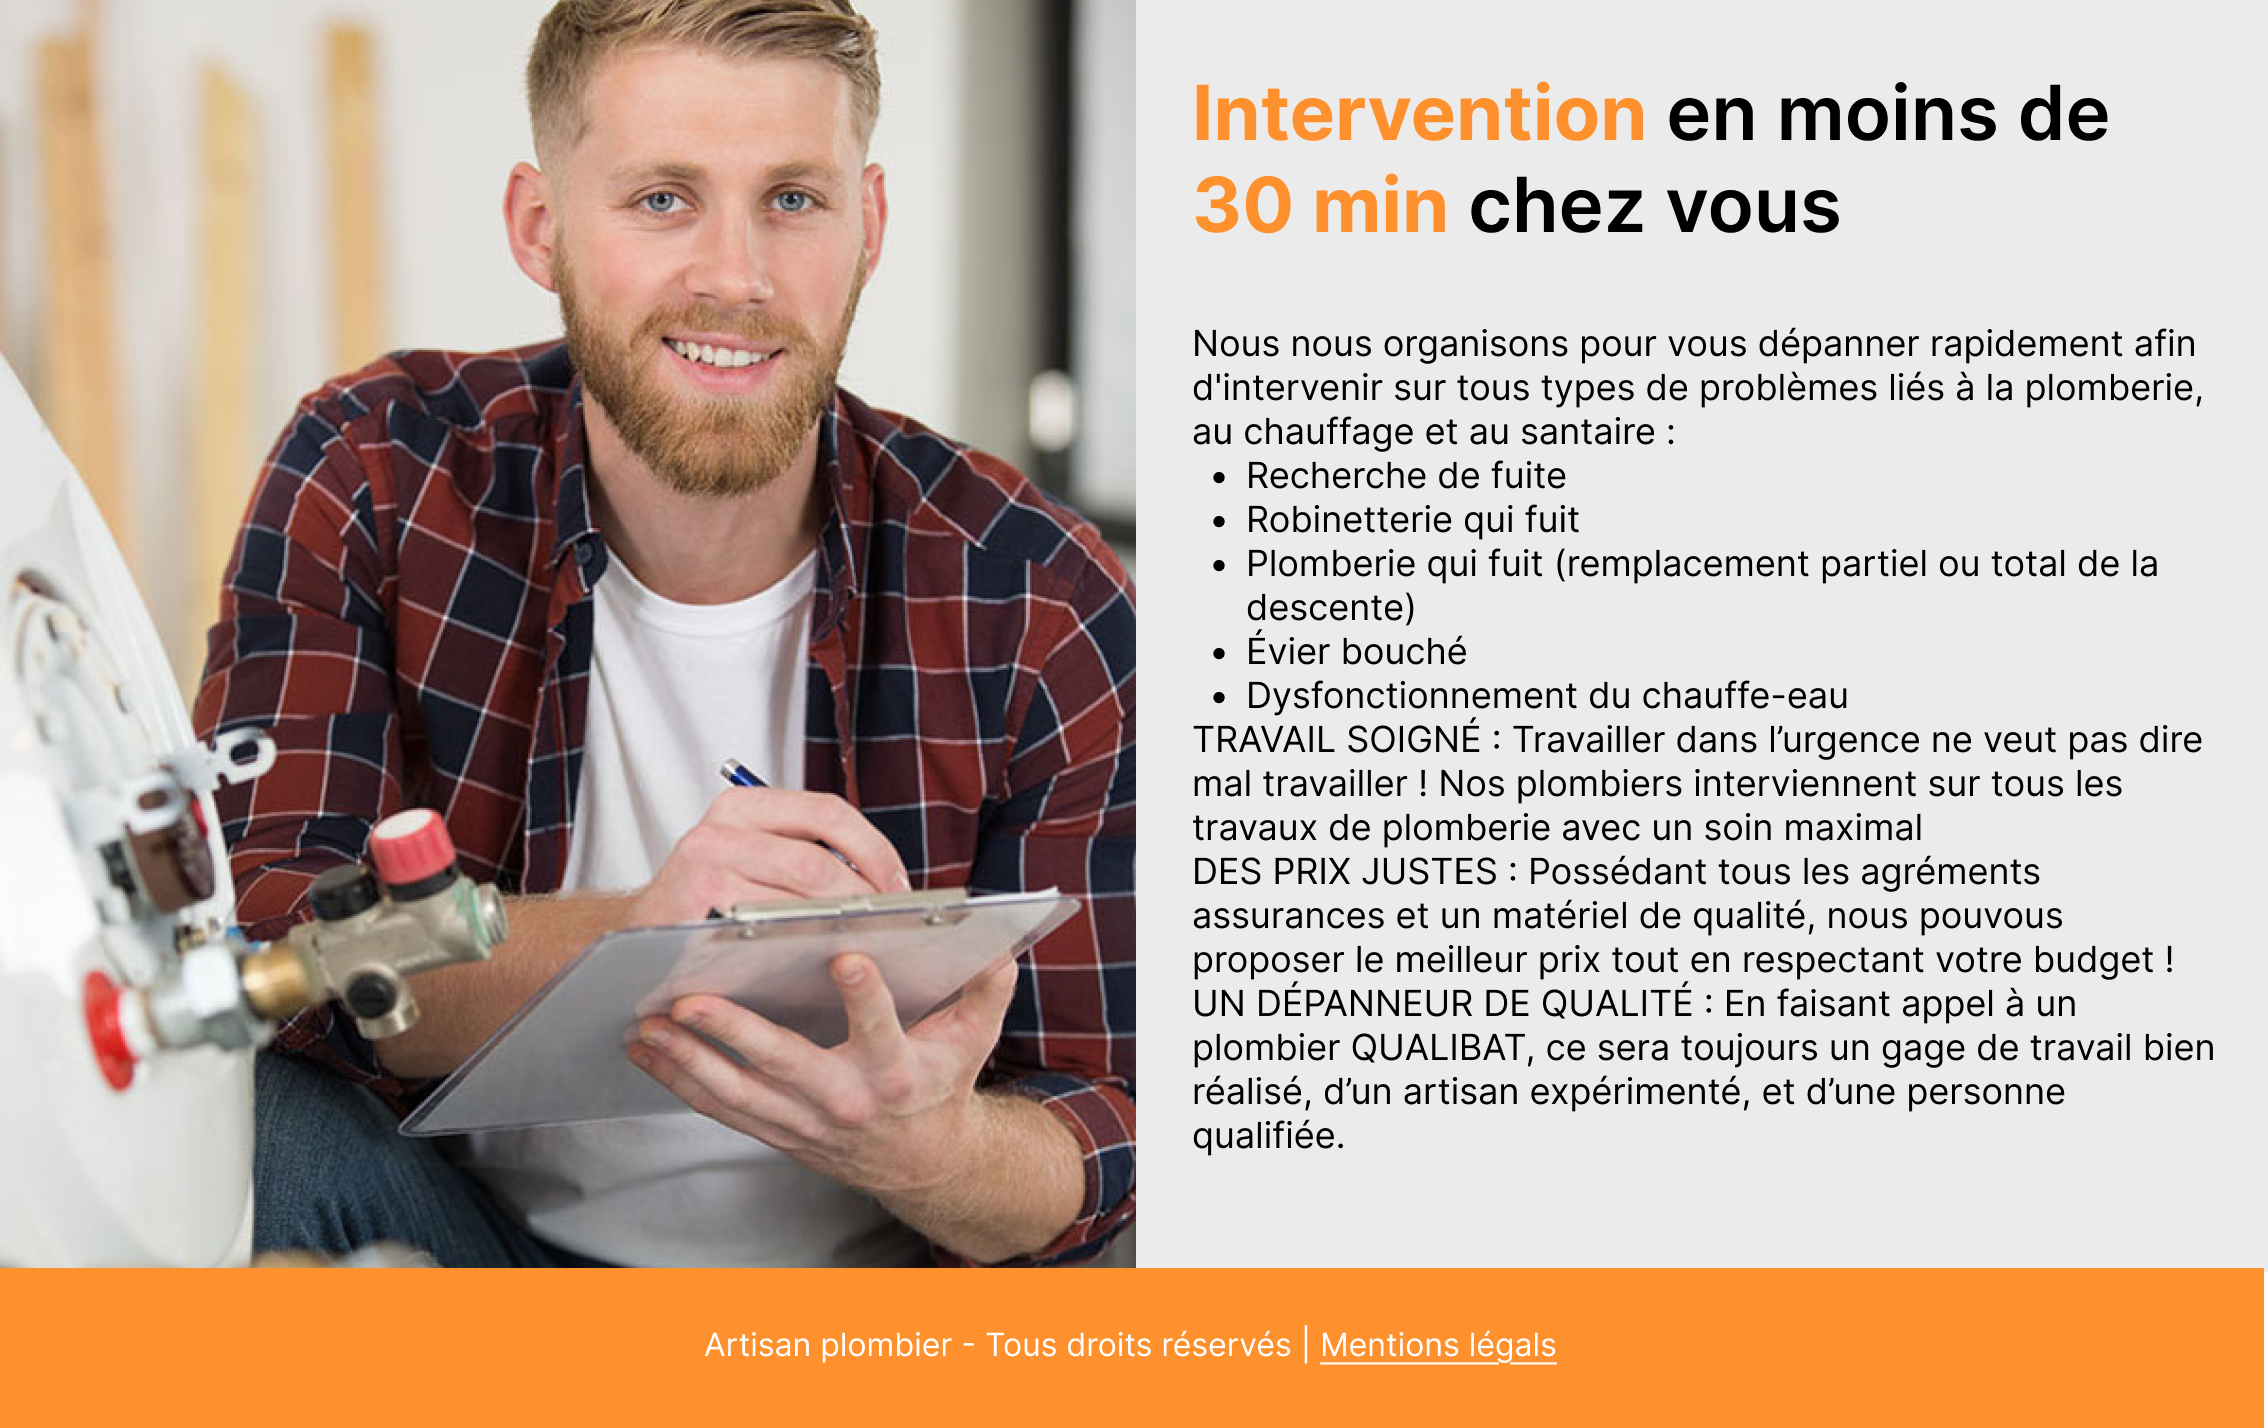 Intervention en moins de
30 min chez vous
Nous nous organisons pour vous dépanner rapidement afin
d'intervenir sur tous types de problèmes liés à la plomberie,
au chauffage et au santaire :
• Recherche de fuite
• Robinetterie qui fuit
• Plomberie qui fuit (remplacement partiel ou total de la
descente)
• Évier bouché
• Dysfonctionnement du chauffe-eau
TRAVAIL SOIGNÉ : Travailler dans l’urgence ne veut pas dire
mal travailler ! Nos plombiers interviennent sur tous les
travaux de plomberie avec un soin maximal
DES PRIX JUSTES : Possédant tous les agréments
assurances et un matériel de qualité, nous pouvous
proposer le meilleur prix tout en respectant votre budget !
UN DÉPANNEUR DE QUALITÉ : En faisant appel à un
plombier QUALIBAT, ce sera toujours un gage de travail bien
réalisé, d’un artisan expérimenté, et d’une personne
qualifiée.
Artisan plombier - Tous droits réservés | Mentions légals